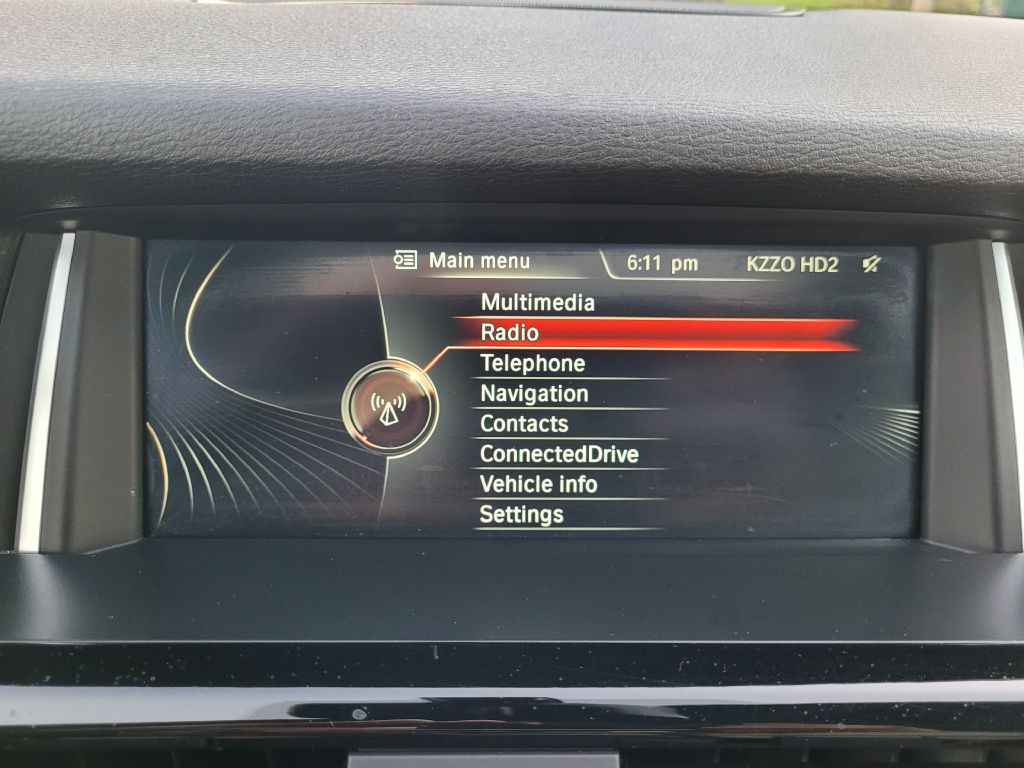 Main menu 6:11 pm KZZO HD2
Multimedia
Radio
Telephone
Navigation
Contacts
ConnectedDrive
Vehicle info
Settings